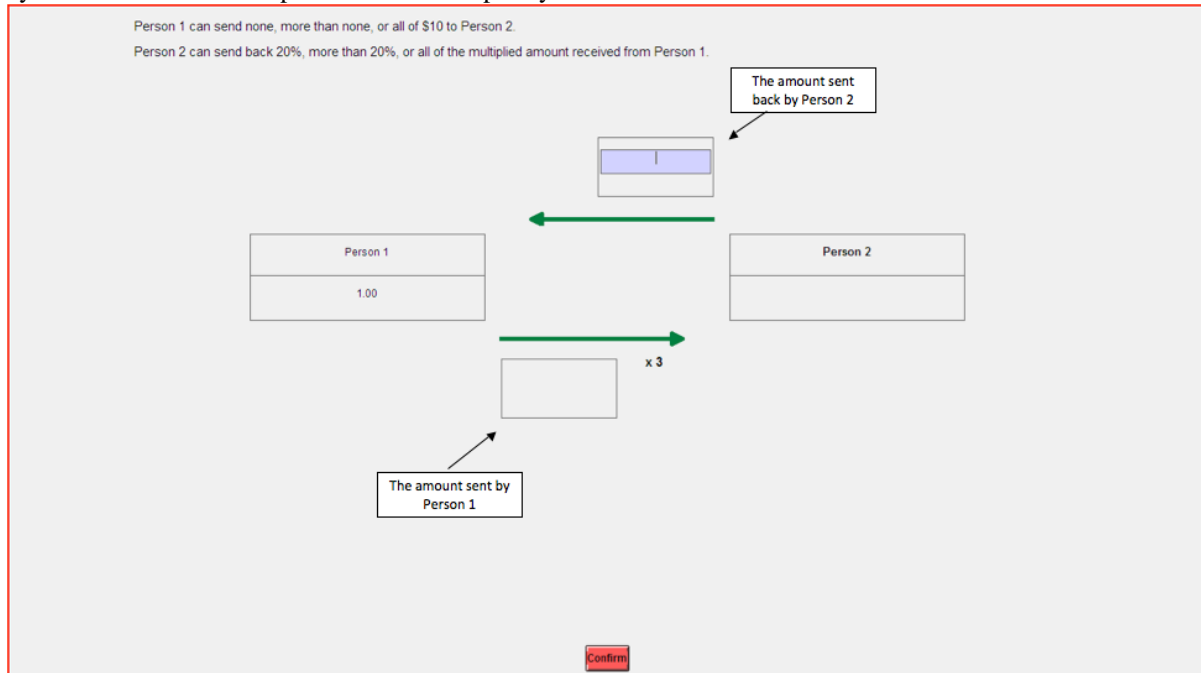 Person 1 can send none, more than none, or all of $10 to Person 2.
Person 2 can send back 20%, more than 20%, or all of the multiplied amount received from Person 1.
The amount sent
back by Person 2
Person 1
Person 2
1.00
x 3
The amount sent by
Person 1
Confirm